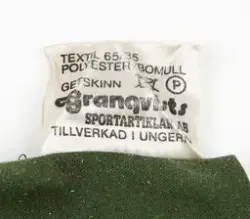 TEXTIL 65/35
POLYESTER/BOMULL
GETSKINN P
Granqvists
SPORTARTIKLAR AB
TILLVERKAD I UNGERN